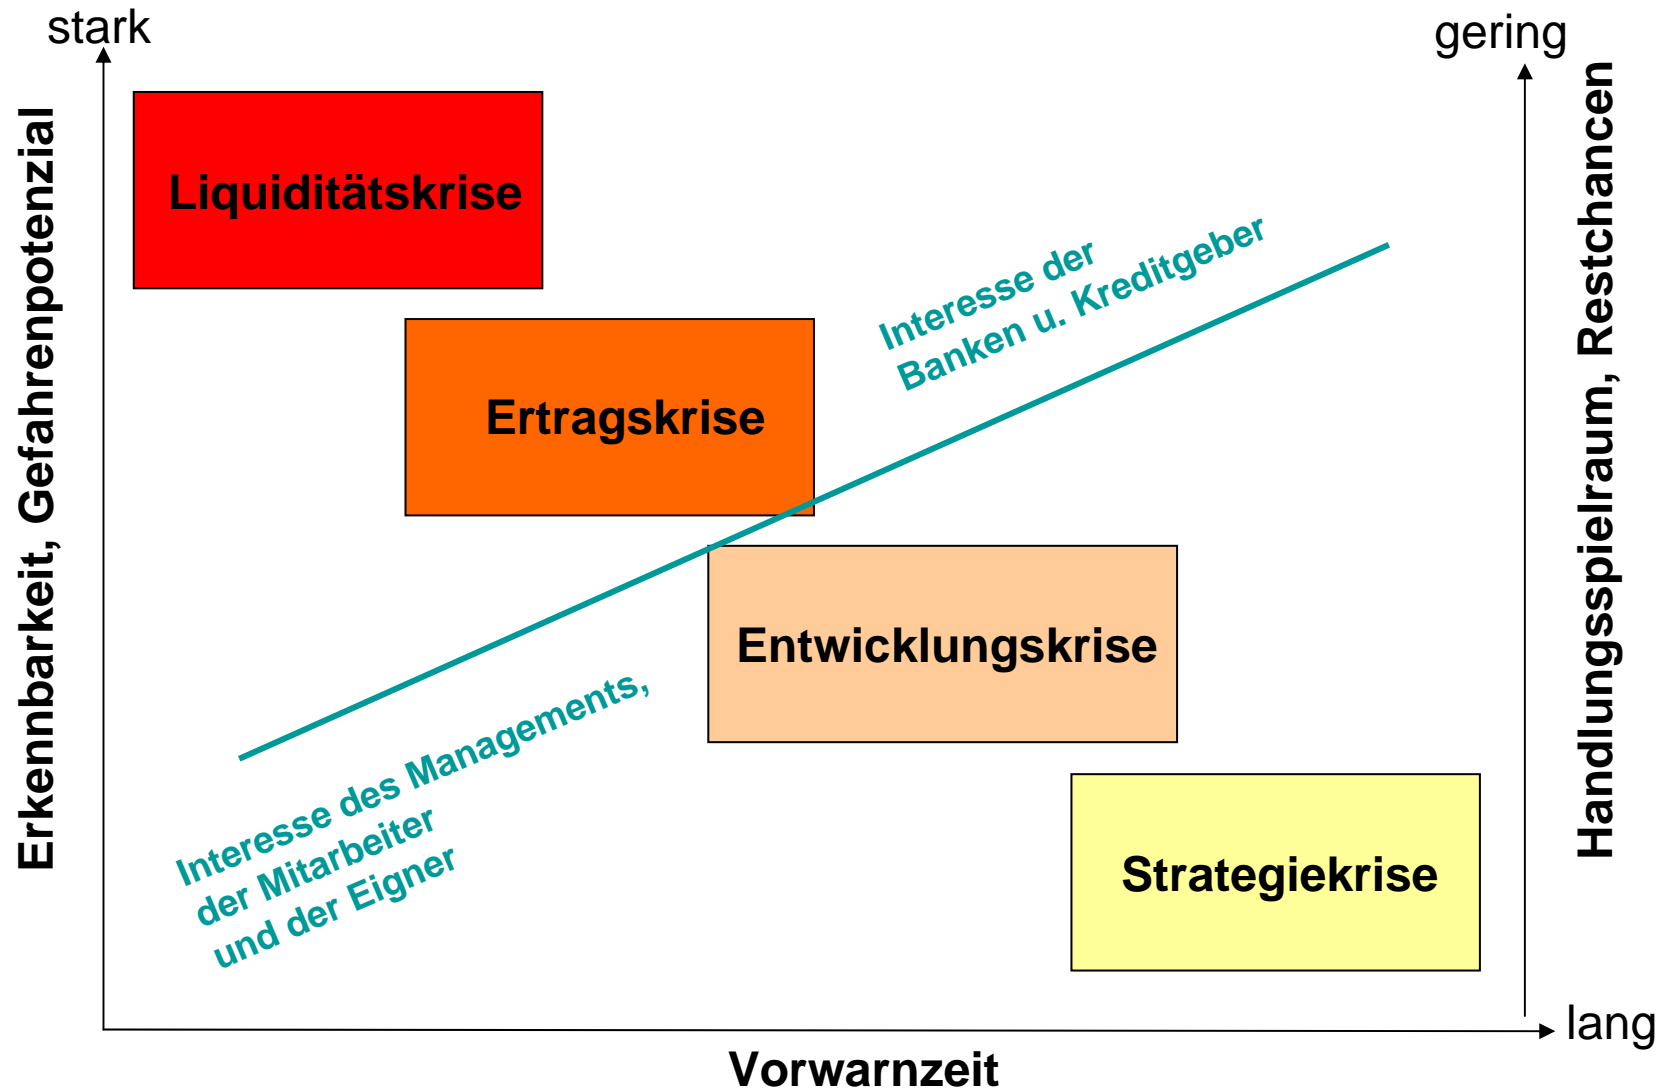 stark
gering
Erkennbarkeit, Gefahrenpotenzial
Handlungsspielraum, Restchancen
Liquiditätskrise
Interesse der
Banken u. Kreditgeber
Ertragskrise
Entwicklungskrise
Interesse des Managements,
der Mitarbeiter
und der Eigner
Strategiekrise
lang
Vorwarnzeit